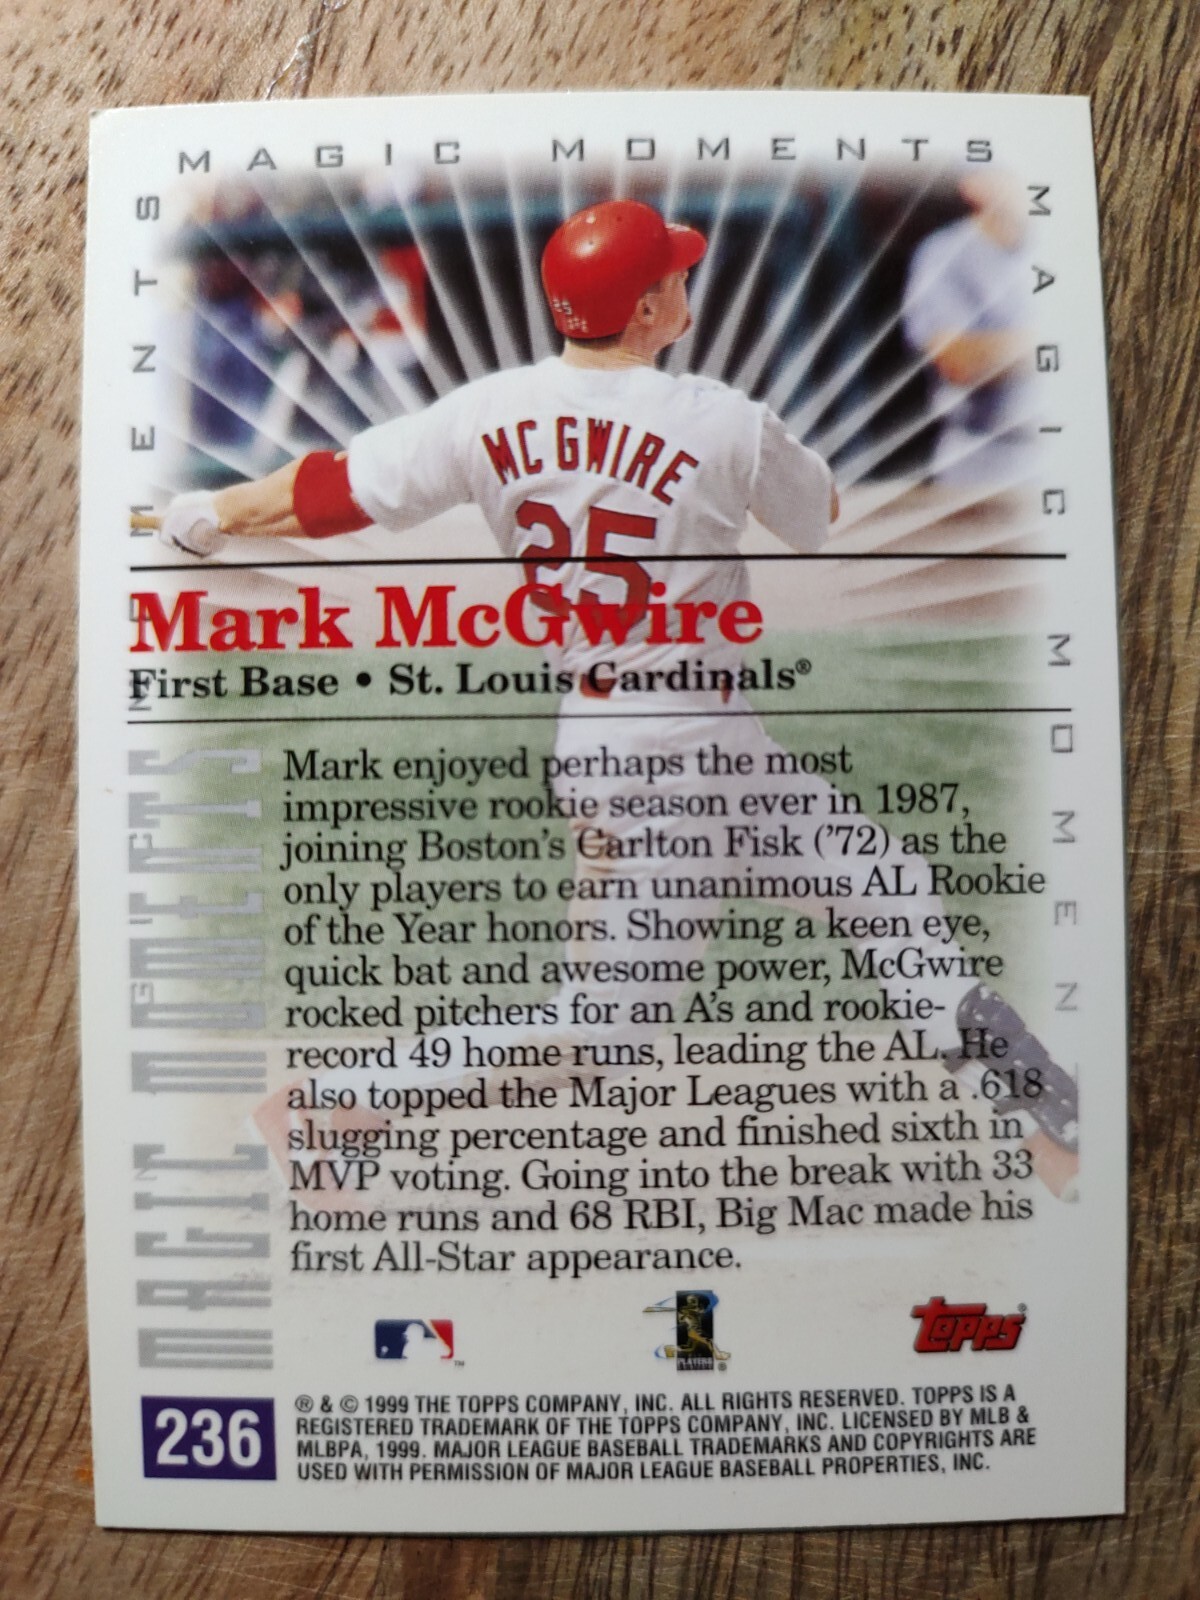 MAGIC MOMENTS
MAGIC MOMENT
MOMENTS
MC GWIRE
25
Mark McGwire
First Base • St. Louis Cardinals®
MAGIC MOMENTS
Mark enjoyed perhaps the most
impressive rookie season ever in 1987,
joining Boston's Carlton Fisk ('72) as the
only players to earn unanimous AL Rookie
of the Year honors. Showing a keen eye,
quick bat and awesome power, McGwire
rocked pitchers for an A's and rookie-
record 49 home runs, leading the AL. He
also topped the Major Leagues with a .618
slugging percentage and finished sixth in
MVP voting. Going into the break with 33
home runs and 68 RBI, Big Mac made his
first All-Star appearance.
TM
PLAYERS
®
Topps®
236
® & © 1999 THE TOPPS COMPANY, INC. ALL RIGHTS RESERVED. TOPPS IS A
REGISTERED TRADEMARK OF THE TOPPS COMPANY, INC. LICENSED BY MLB &
MLBPA, 1999. MAJOR LEAGUE BASEBALL TRADEMARKS AND COPYRIGHTS ARE
USED WITH PERMISSION OF MAJOR LEAGUE BASEBALL PROPERTIES, INC.